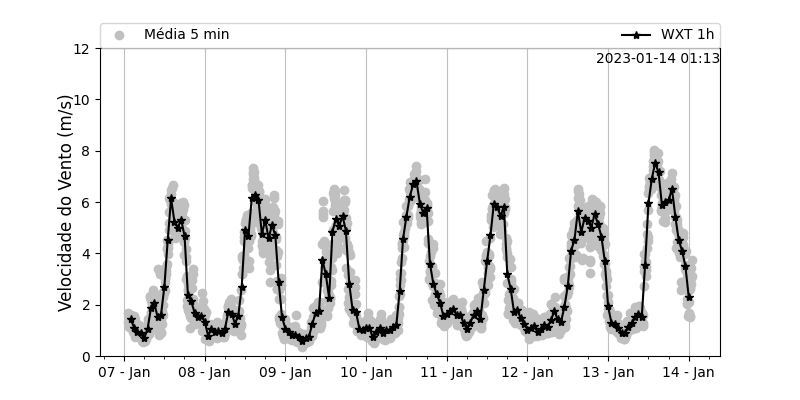 Média 5 min
WXT 1h
2023-01-14 01:13
Velocidade do Vento (m/s)
12
10
8
6
4
2
0
07 - Jan
08 - Jan
09 - Jan
10 - Jan
11 - Jan
12 - Jan
13 - Jan
14 - Jan